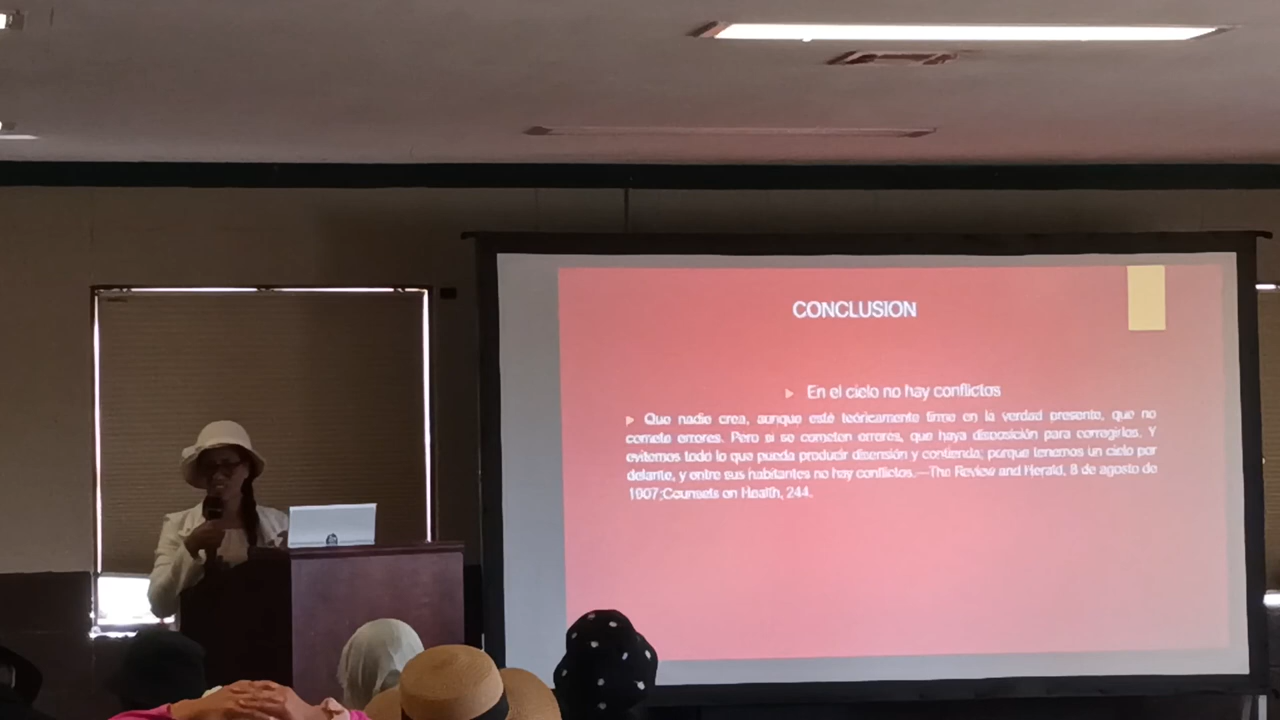 CONCLUSION
En el cielo no hay conflictos
Que nadie crea, aunque esté teóricamente firme en la verdad presente, que no
comete errores. Pero si se cometen errores, que haya disposición para corregirlos. Y
evitemos todo lo que pueda producir disensión y contienda; porque tenemos un cielo por
delante, y entre sus habitantes no hay conflictos.—The Review and Herald, 8 de agosto de
1907;Counsels on Health, 244.